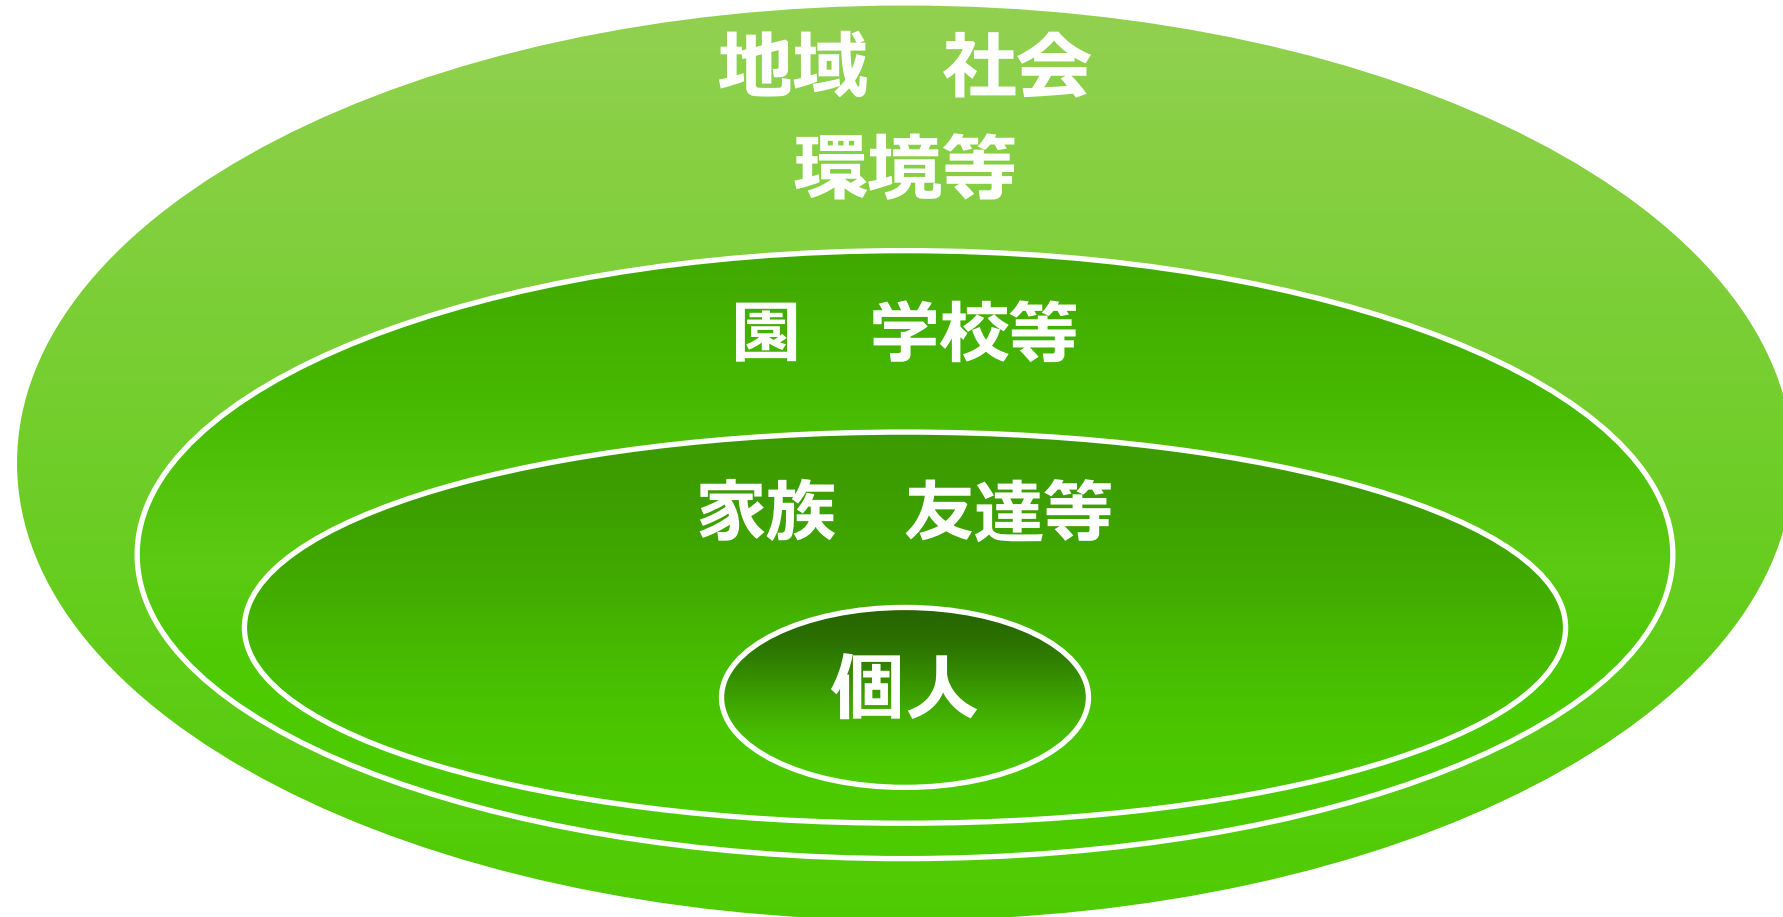 地域　社会
環境等
園　学校等
家族　友達等
個人